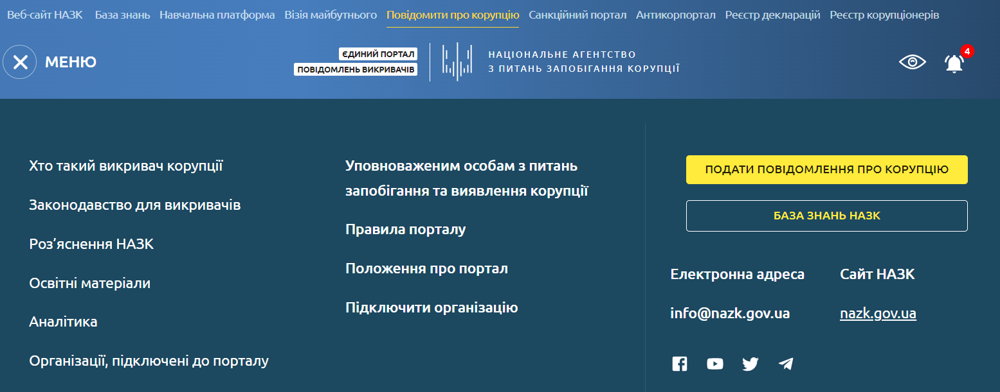 Веб-сайт НАЗК База знань Навчальна платформа Візія майбутнього Повідомити про корупцію Санкційний портал Антикорпортал Реєстр декларацій Реєстр корупціонерів
МЕНЮ
ЄДИНИЙ ПОРТАЛ
ПОВІДОМЛЕНЬ ВИКРИВАЧІВ
НАЦІОНАЛЬНЕ АГЕНТСТВО
З ПИТАНЬ ЗАПОБІГАННЯ КОРУПЦІЇ
4
Хто такий викривач корупції
Законодавство для викривачів
Роз’яснення НАЗК
Освітні матеріали
Аналітика
Організації, підключені до порталу
Уповноваженим особам з питань
запобігання та виявлення корупції
Правила порталу
Положення про портал
Підключити організацію
ПОДАТИ ПОВІДОМЛЕННЯ ПРО КОРУПЦІЮ
БАЗА ЗНАНЬ НАЗК
Електронна адреса
info@nazk.gov.ua
Сайт НАЗК
nazk.gov.ua